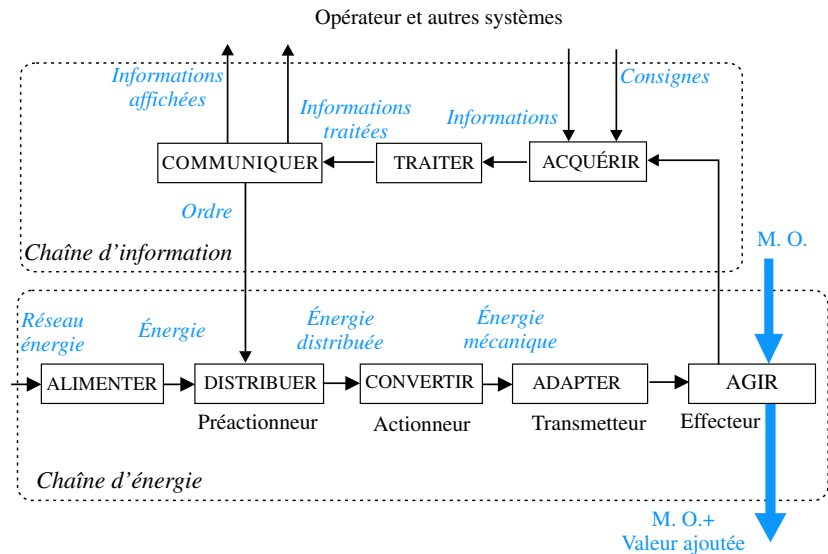 Opérateur et autres systèmes
Informations
affichées
Consignes
Informations
traitées
Informations
COMMUNIQUER
TRAITER
ACQUÉRIR
Ordre
Chaîne d'information
M. O.
Réseau
énergie
Énergie
Énergie
distribuée
Énergie
mécanique
ALIMENTER
DISTRIBUER
CONVERTIR
ADAPTER
AGIR
Préactionneur
Actionneur
Transmetteur
Effecteur
Chaîne d'énergie
M. O.+
Valeur ajoutée